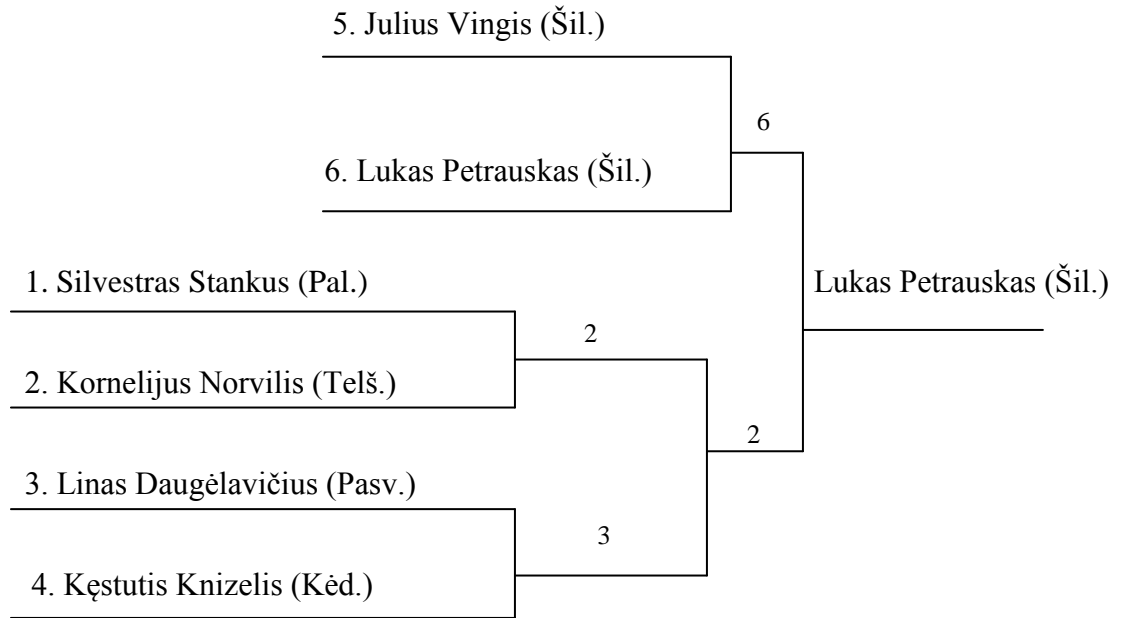 5. Julius Vingis (Šil.)
6
6. Lukas Petrauskas (Šil.)
1. Silvestras Stankus (Pal.)
Lukas Petrauskas (Šil.)
2
2. Kornelijus Norvilis (Telš.)
2
3. Linas Daugėlavičius (Pasv.)
3
4. Kęstutis Knizelis (Kėd.)